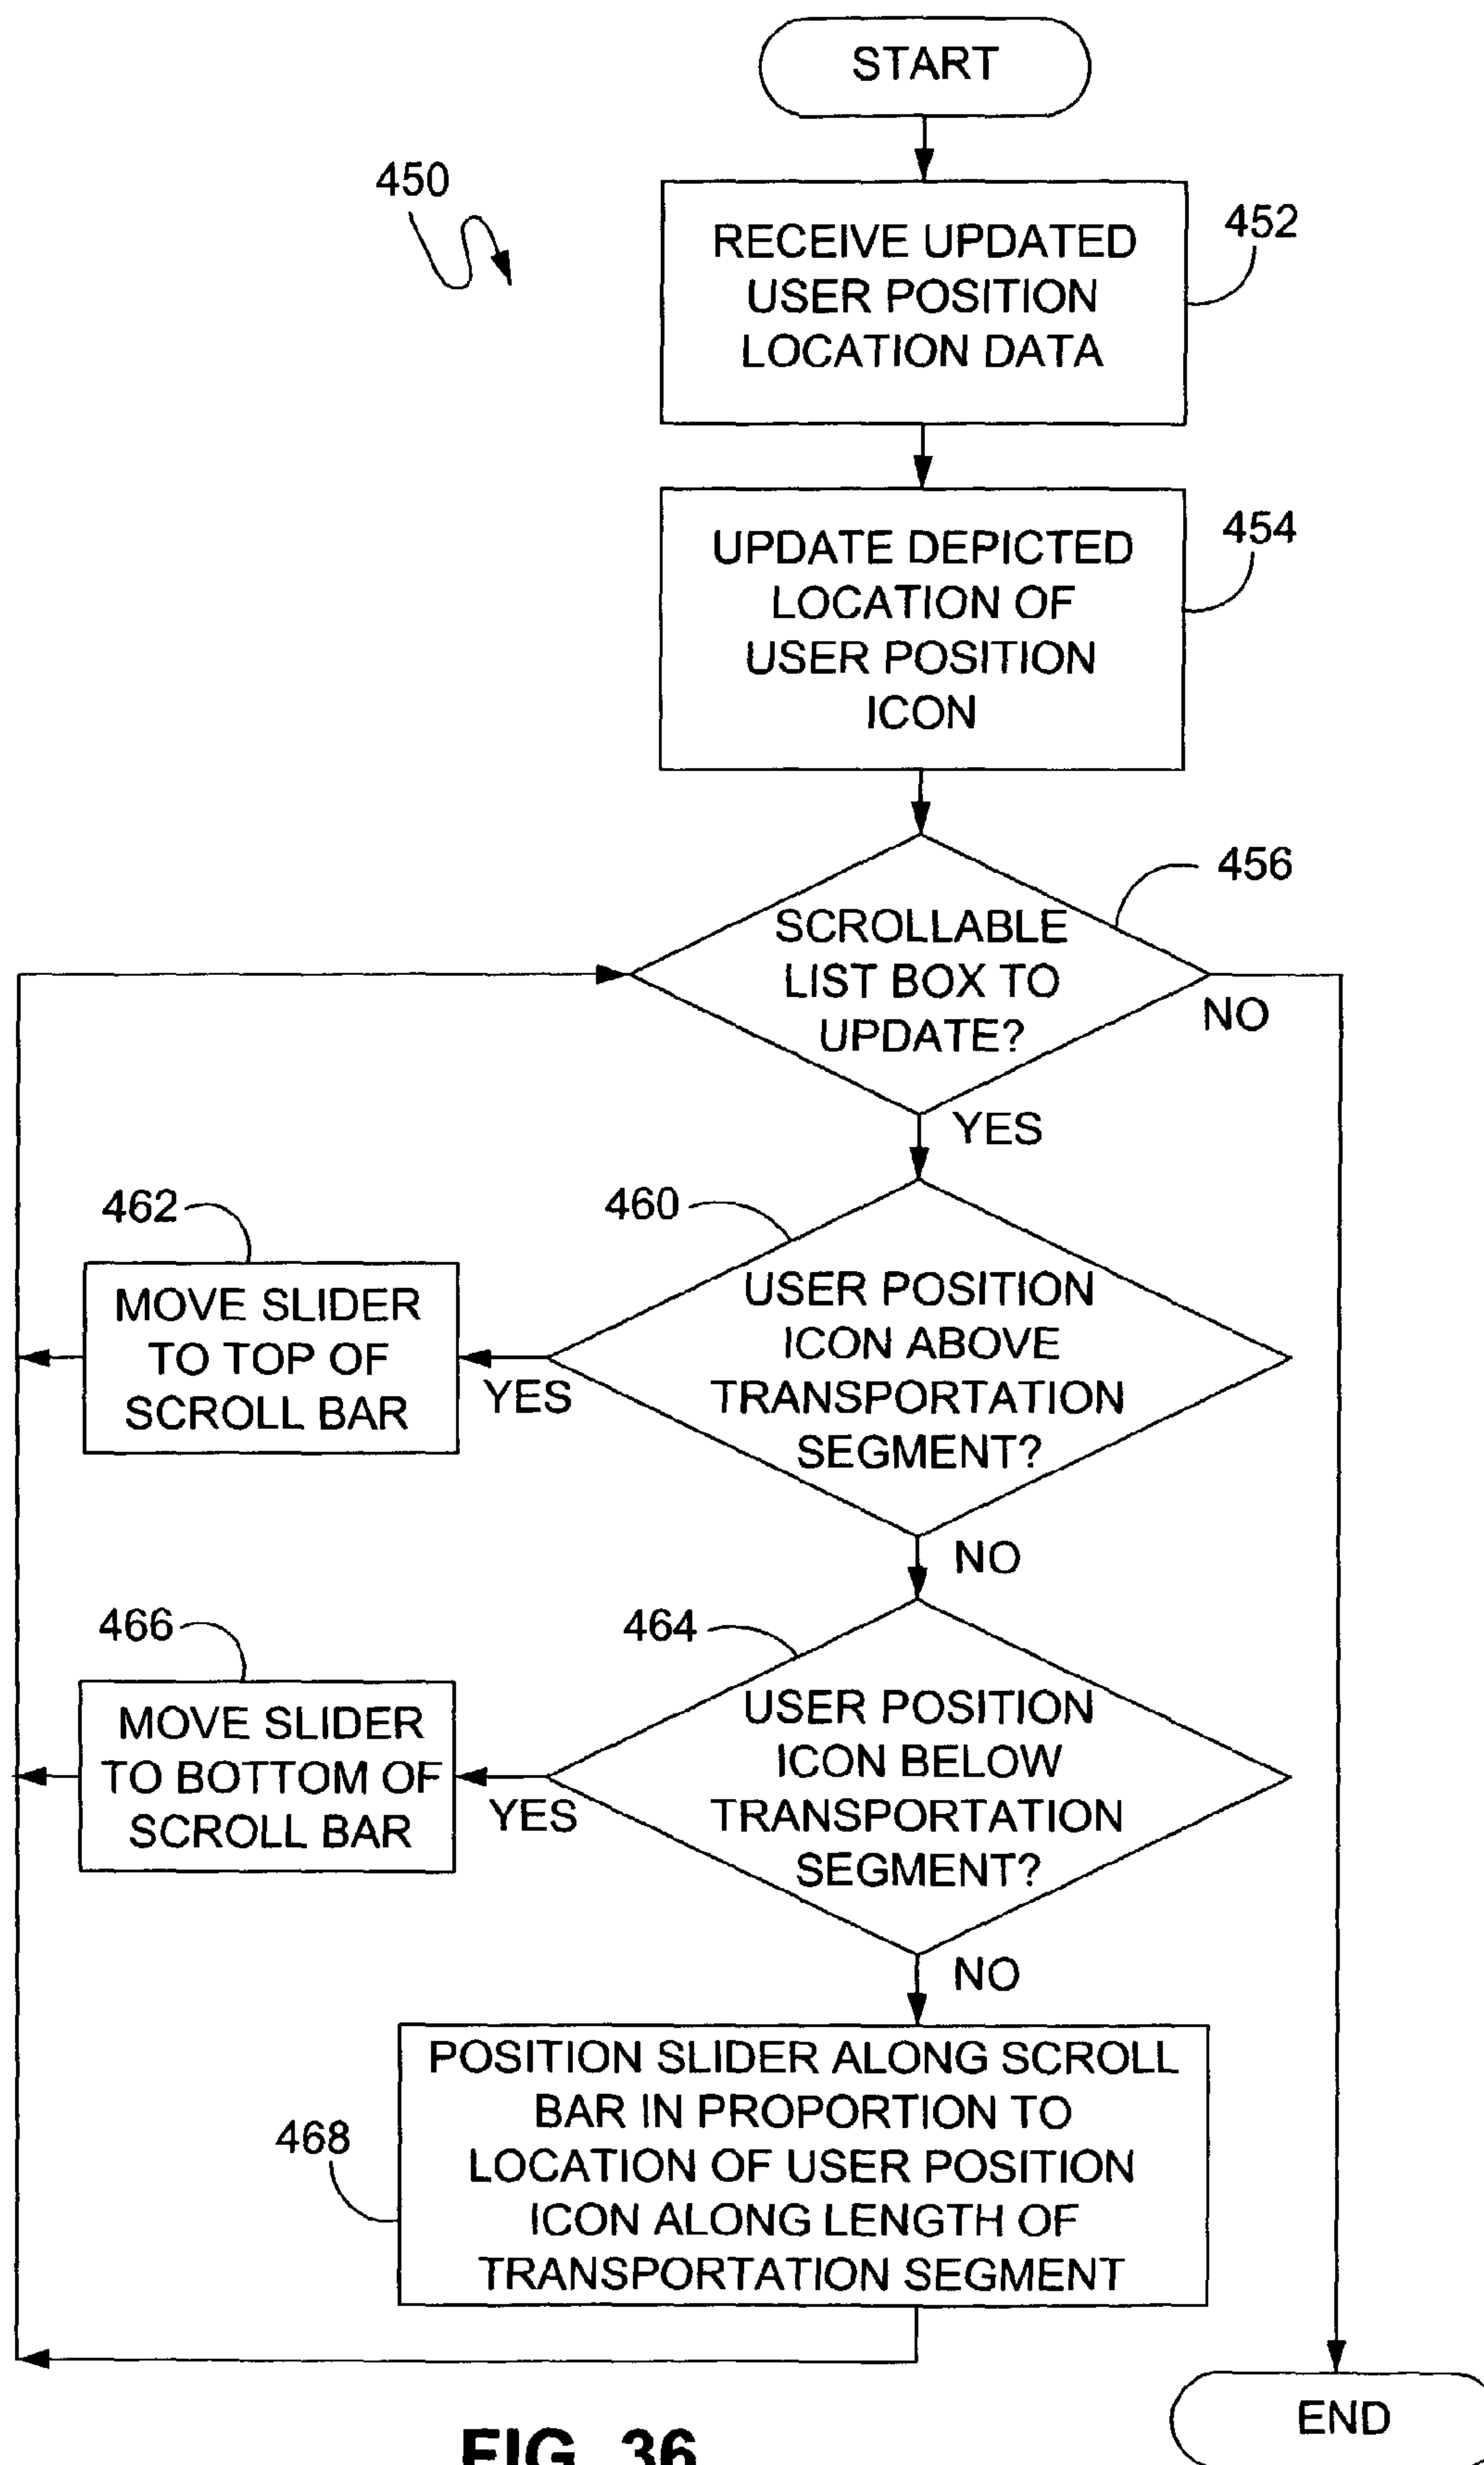 START
450
RECEIVE UPDATED
USER POSITION
LOCATION DATA
452
UPDATE DEPICTED
LOCATION OF
USER POSITION
ICON
454
SCROLLABLE
LIST BOX TO
UPDATE?
456
NO
YES
460
USER POSITION
ICON ABOVE
TRANSPORTATION
SEGMENT?
462
MOVE SLIDER
TO TOP OF
SCROLL BAR
YES
NO
464
USER POSITION
ICON BELOW
TRANSPORTATION
SEGMENT?
466
MOVE SLIDER
TO BOTTOM OF
SCROLL BAR
YES
NO
468
POSITION SLIDER ALONG SCROLL
BAR IN PROPORTION TO
LOCATION OF USER POSITION
ICON ALONG LENGTH OF
TRANSPORTATION SEGMENT
END
FIG. 36